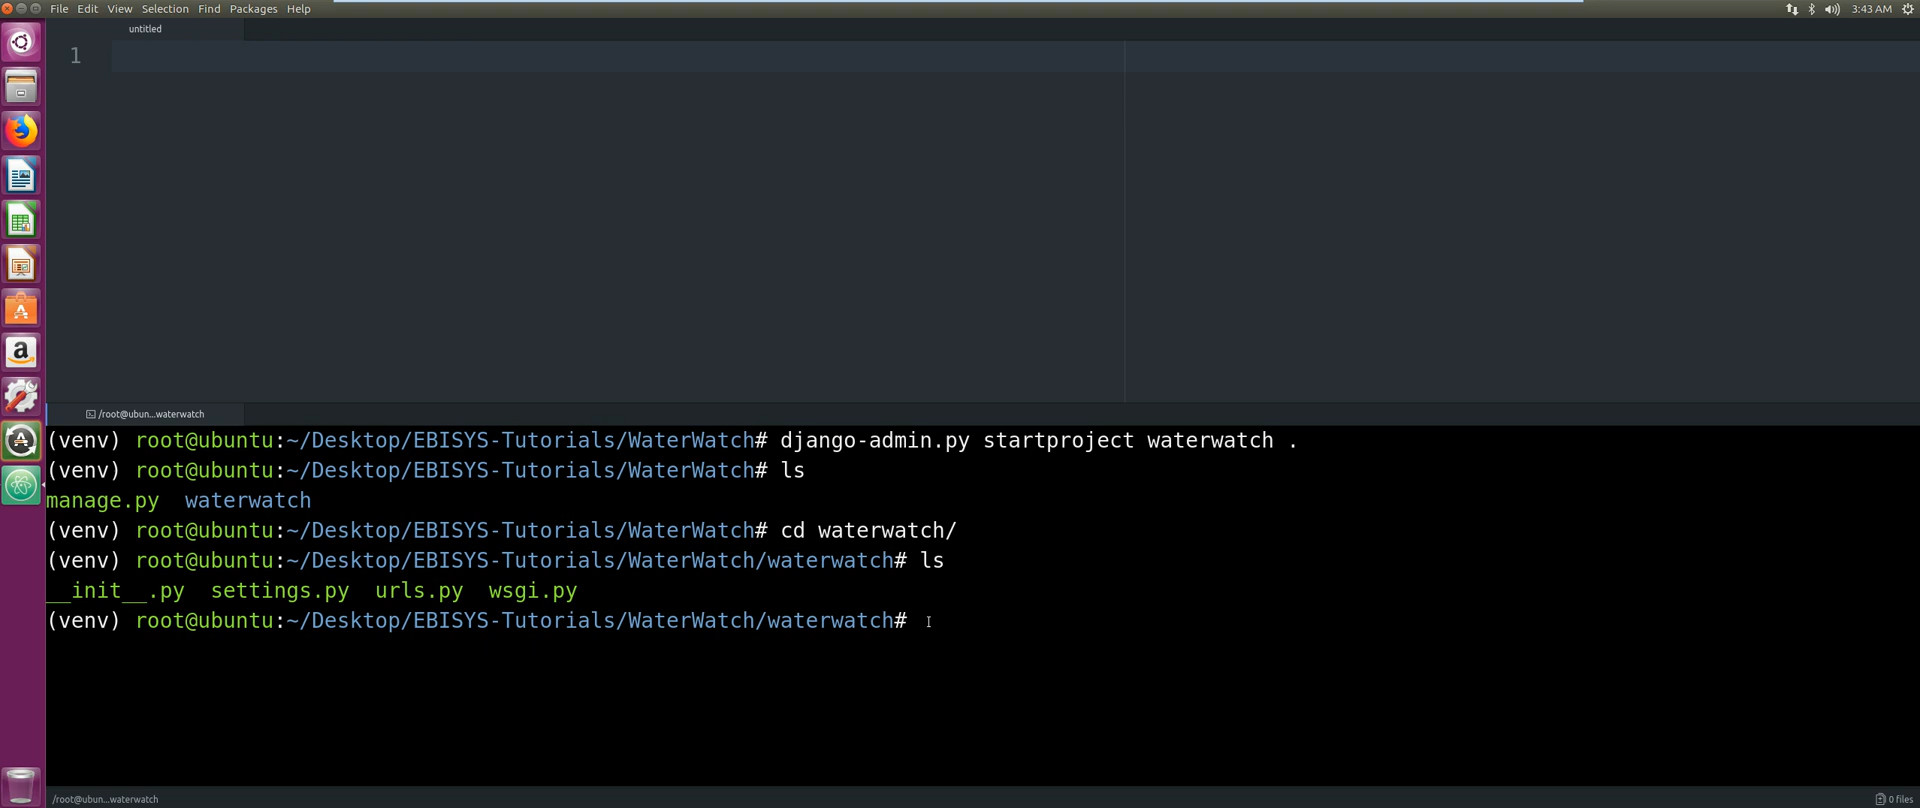 File Edit View Selection Find Packages Help 3:43 AM
untitled
1
/root@ubun...waterwatch
(venv) root@ubuntu:~/Desktop/EBISYS-Tutorials/WaterWatch# django-admin.py startproject waterwatch .
(venv) root@ubuntu:~/Desktop/EBISYS-Tutorials/WaterWatch# ls
manage.py  waterwatch
(venv) root@ubuntu:~/Desktop/EBISYS-Tutorials/WaterWatch# cd waterwatch/
(venv) root@ubuntu:~/Desktop/EBISYS-Tutorials/WaterWatch/waterwatch# ls
__init__.py  settings.py  urls.py  wsgi.py
(venv) root@ubuntu:~/Desktop/EBISYS-Tutorials/WaterWatch/waterwatch#
/root@ubun...waterwatch 0 files